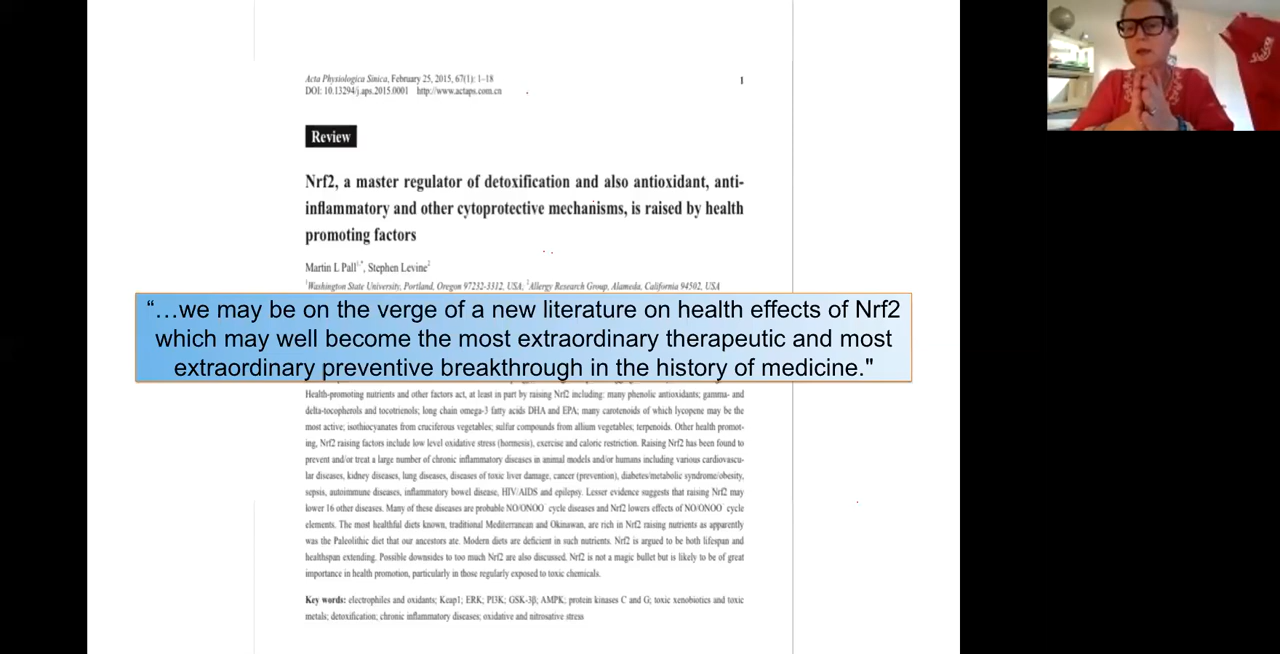 Acta Physiologica Sinica, February 25, 2015, 67(1): 1–18
1
DOI: 10.13294/j.aps.2015.0001 http://www.actaps.com.cn
Review
Nrf2, a master regulator of detoxification and also antioxidant, anti-
inflammatory and other cytoprotective mechanisms, is raised by health
promoting factors
Martin L Pall1,*, Stephen Levine2
1Washington State University, Portland, Oregon 97232-3312, USA; 2Allergy Research Group, Alameda, California 94502, USA
“…we may be on the verge of a new literature on health effects of Nrf2
which may well become the most extraordinary therapeutic and most
extraordinary preventive breakthrough in the history of medicine."
Health-promoting nutrients and other factors act, at least in part by raising Nrf2 including: many phenolic antioxidants; gamma- and
delta-tocopherols and tocotrienols; long chain omega-3 fatty acids DHA and EPA; many carotenoids of which lycopene may be the
most active; isothiocyanates from cruciferous vegetables; sulfur compounds from allium vegetables; terpenoids. Other health promot-
ing, Nrf2 raising factors include low level oxidative stress (hormesis), exercise and caloric restriction. Raising Nrf2 has been found to
prevent and/or treat a large number of chronic inflammatory diseases in animal models and/or humans including various cardiovascu-
lar diseases, kidney diseases, lung diseases, diseases of toxic liver damage, cancer (prevention), diabetes/metabolic syndrome/obesity,
sepsis, autoimmune diseases, inflammatory bowel disease, HIV/AIDS and epilepsy. Lesser evidence suggests that raising Nrf2 may
lower 16 other diseases. Many of these diseases are probable NO/ONOO⁻ cycle diseases and Nrf2 lowers effects of NO/ONOO⁻ cycle
elements. The most healthful diets known, traditional Mediterranean and Okinawan, are rich in Nrf2 raising nutrients as apparently
was the Paleolithic diet that our ancestors ate. Modern diets are deficient in such nutrients. Nrf2 is argued to be both lifespan and
healthspan extending. Possible downsides to too much Nrf2 are also discussed. Nrf2 is not a magic bullet but is likely to be of great
importance in health promotion, particularly in those regularly exposed to toxic chemicals.
Key words: electrophiles and oxidants; Keap1; ERK; PI3K; GSK-3β; AMPK; protein kinases C and G; toxic xenobiotics and toxic
metals; detoxification; chronic inflammatory diseases; oxidative and nitrosative stress